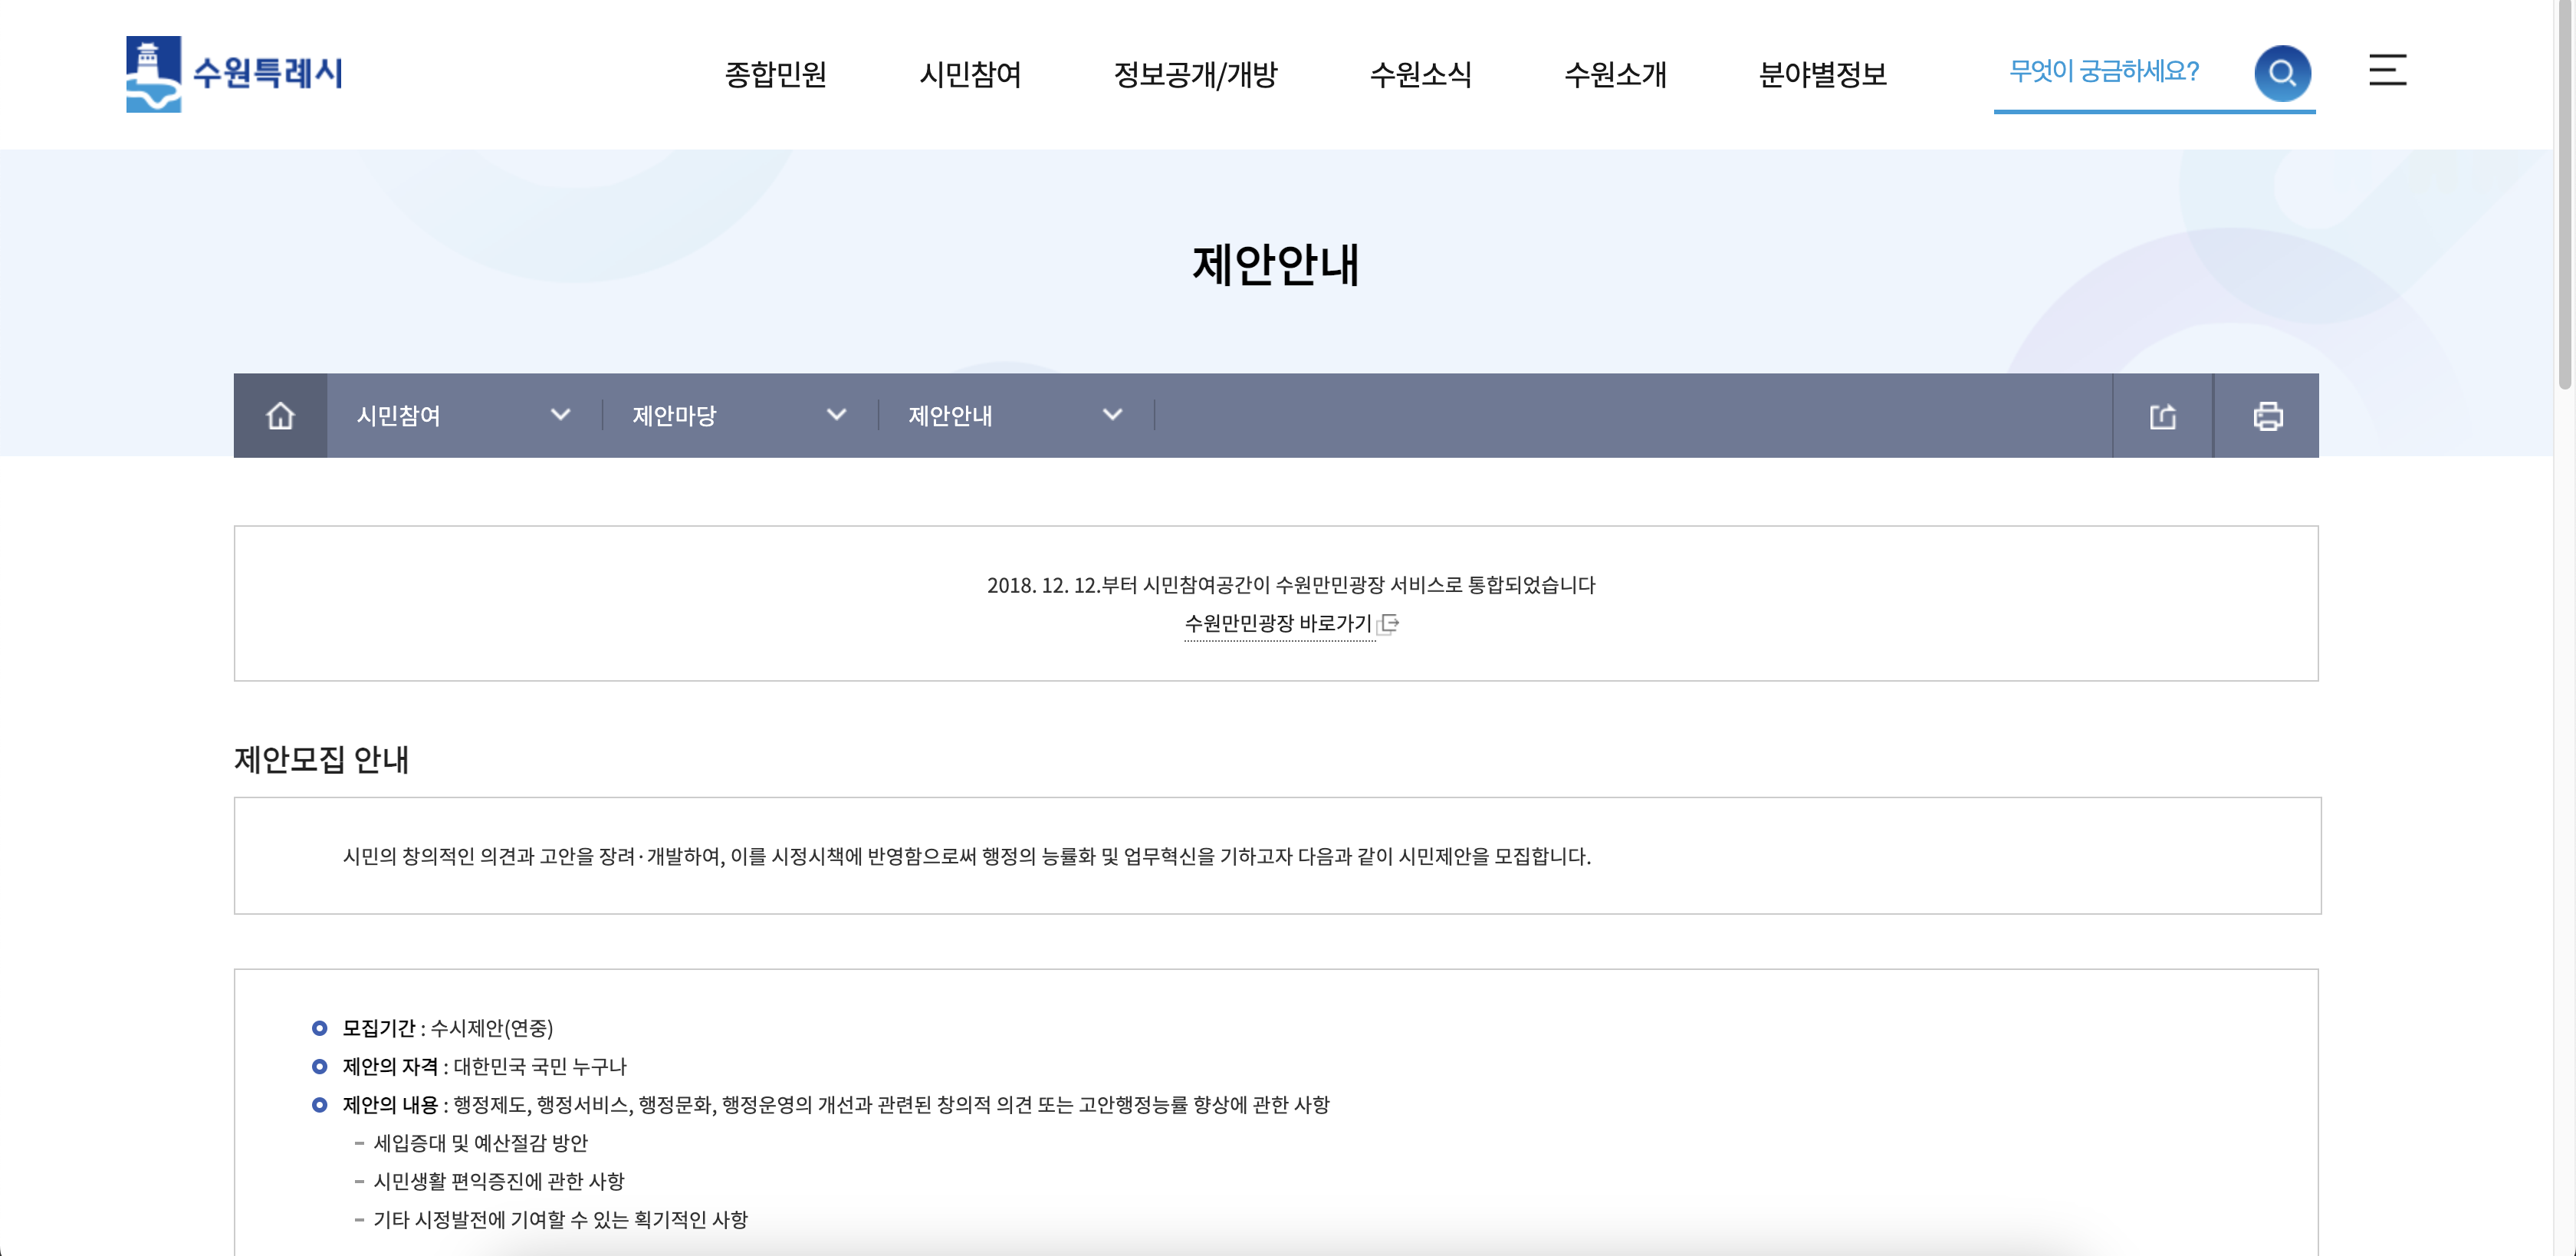 수원특례시
종합민원 시민참여 정보공개/개방 수원소식 수원소개 분야별정보 무엇이 궁금하세요?
제안안내
시민참여 제안마당 제안안내
2018. 12. 12.부터 시민참여공간이 수원만민광장 서비스로 통합되었습니다
수원만민광장 바로가기
제안모집 안내
시민의 창의적인 의견과 고안을 장려·개발하여, 이를 시정시책에 반영함으로써 행정의 능률화 및 업무혁신을 기하고자 다음과 같이 시민제안을 모집합니다.
모집기간 : 수시제안(연중)
제안의 자격 : 대한민국 국민 누구나
제안의 내용 : 행정제도, 행정서비스, 행정문화, 행정운영의 개선과 관련된 창의적 의견 또는 고안행정능률 향상에 관한 사항
– 세입증대 및 예산절감 방안
– 시민생활 편익증진에 관한 사항
– 기타 시정발전에 기여할 수 있는 획기적인 사항